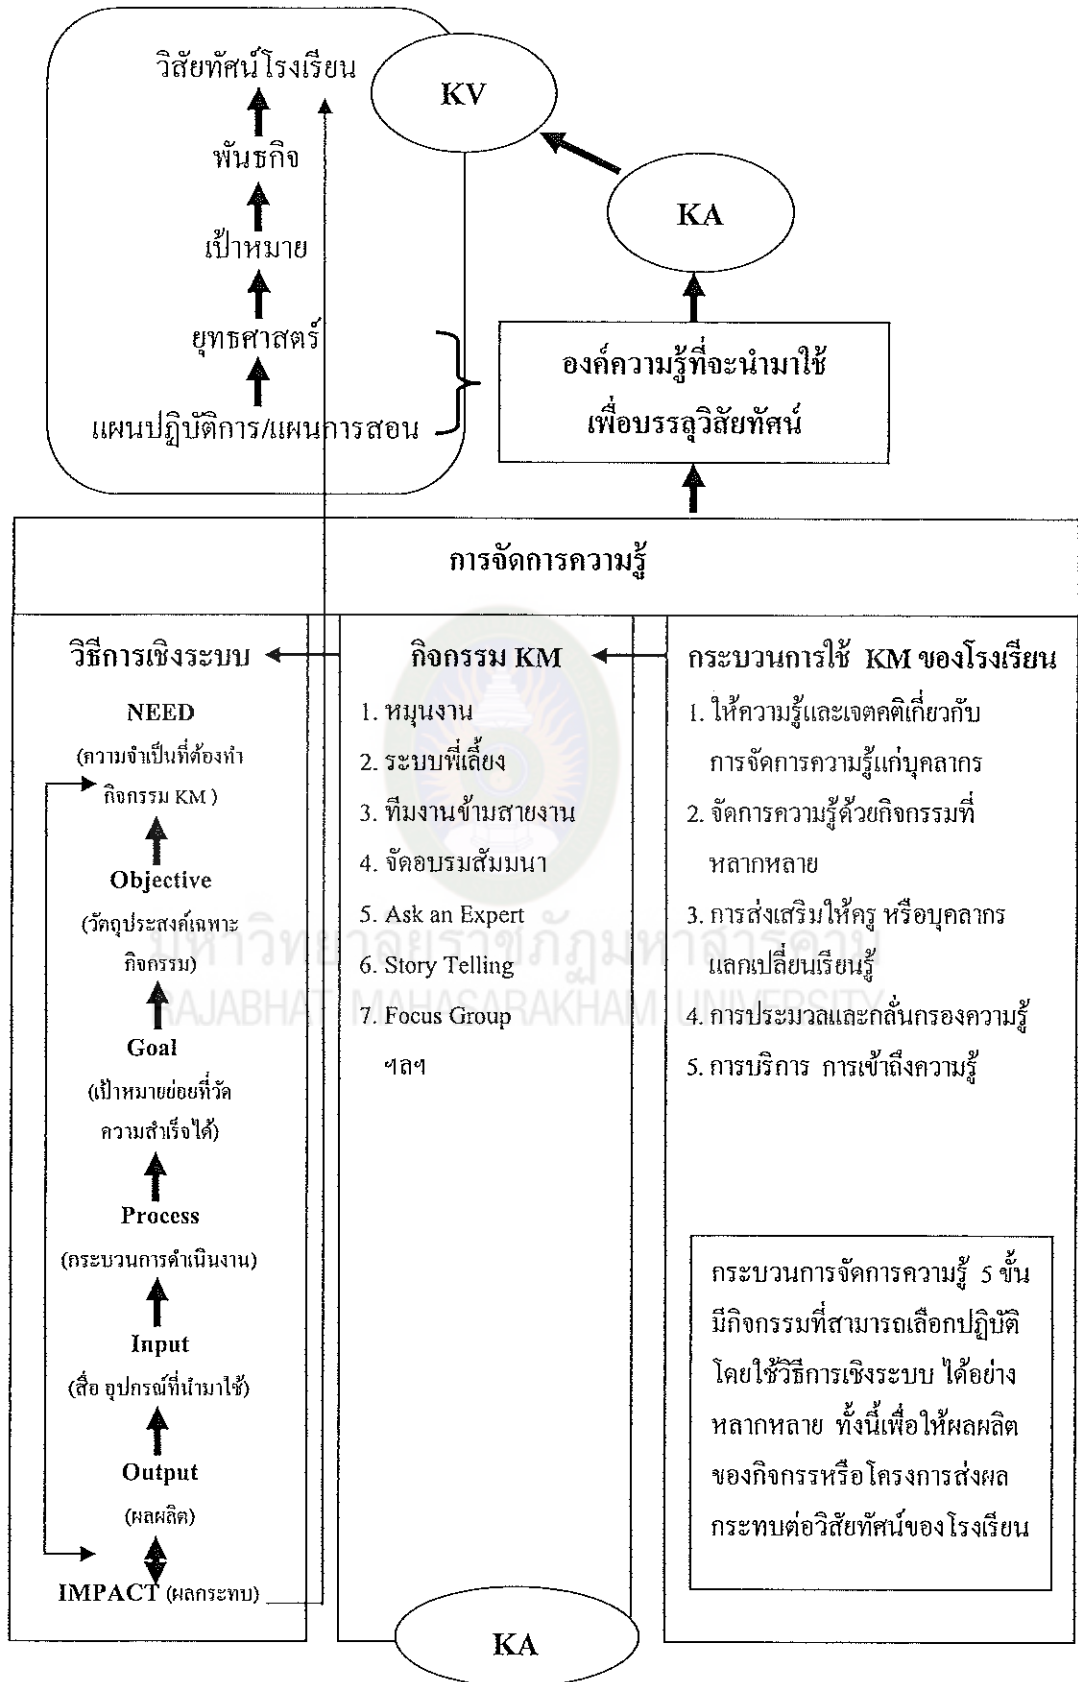 วิสัยทัศน์โรงเรียน
KV
พันธกิจ
KA
เป้าหมาย
ยุทธศาสตร์
แผนปฏิบัติการ/แผนการสอน
องค์ความรู้ที่จะนำมาใช้
เพื่อบรรลุวิสัยทัศน์
การจัดการความรู้
วิธีการเชิงระบบ
NEED
(ความจำเป็นที่ต้องทำ
กิจกรรม KM )
Objective
(วัตถุประสงค์เฉพาะ
กิจกรรม)
Goal
(เป้าหมายย่อยที่วัด
ความสำเร็จได้)
Process
(กระบวนการดำเนินงาน)
Input
(สื่อ อุปกรณ์ที่นำมาใช้)
Output
(ผลผลิต)
IMPACT (ผลกระทบ)
กิจกรรม KM
1. หมุนงาน
2. ระบบพี่เลี้ยง
3. ทีมงานข้ามสายงาน
4. จัดอบรมสัมมนา
5. Ask an Expert
6. Story Telling
7. Focus Group
ฯลฯ
KA
กระบวนการใช้ KM ของโรงเรียน
1. ให้ความรู้และเจตคติเกี่ยวกับ
การจัดการความรู้แก่บุคลากร
2. จัดการความรู้ด้วยกิจกรรมที่
หลากหลาย
3. การส่งเสริมให้ครู หรือบุคลากร
แลกเปลี่ยนเรียนรู้
4. การประมวลและกลั่นกรองความรู้
5. การบริการ การเข้าถึงความรู้
กระบวนการจัดการความรู้ 5 ขั้น
มีกิจกรรมที่สามารถเลือกปฏิบัติ
โดยใช้วิธีการเชิงระบบ ได้อย่าง
หลากหลาย ทั้งนี้เพื่อให้ผลผลิต
ของกิจกรรหรือโครงการส่งผล
กระทบต่อวิสัยทัศน์ของโรงเรียน
มหาวิทยาลัยราชภัฏมหาสารคาม
RAJABHAT MAHASARAKHAM UNIVERSITY